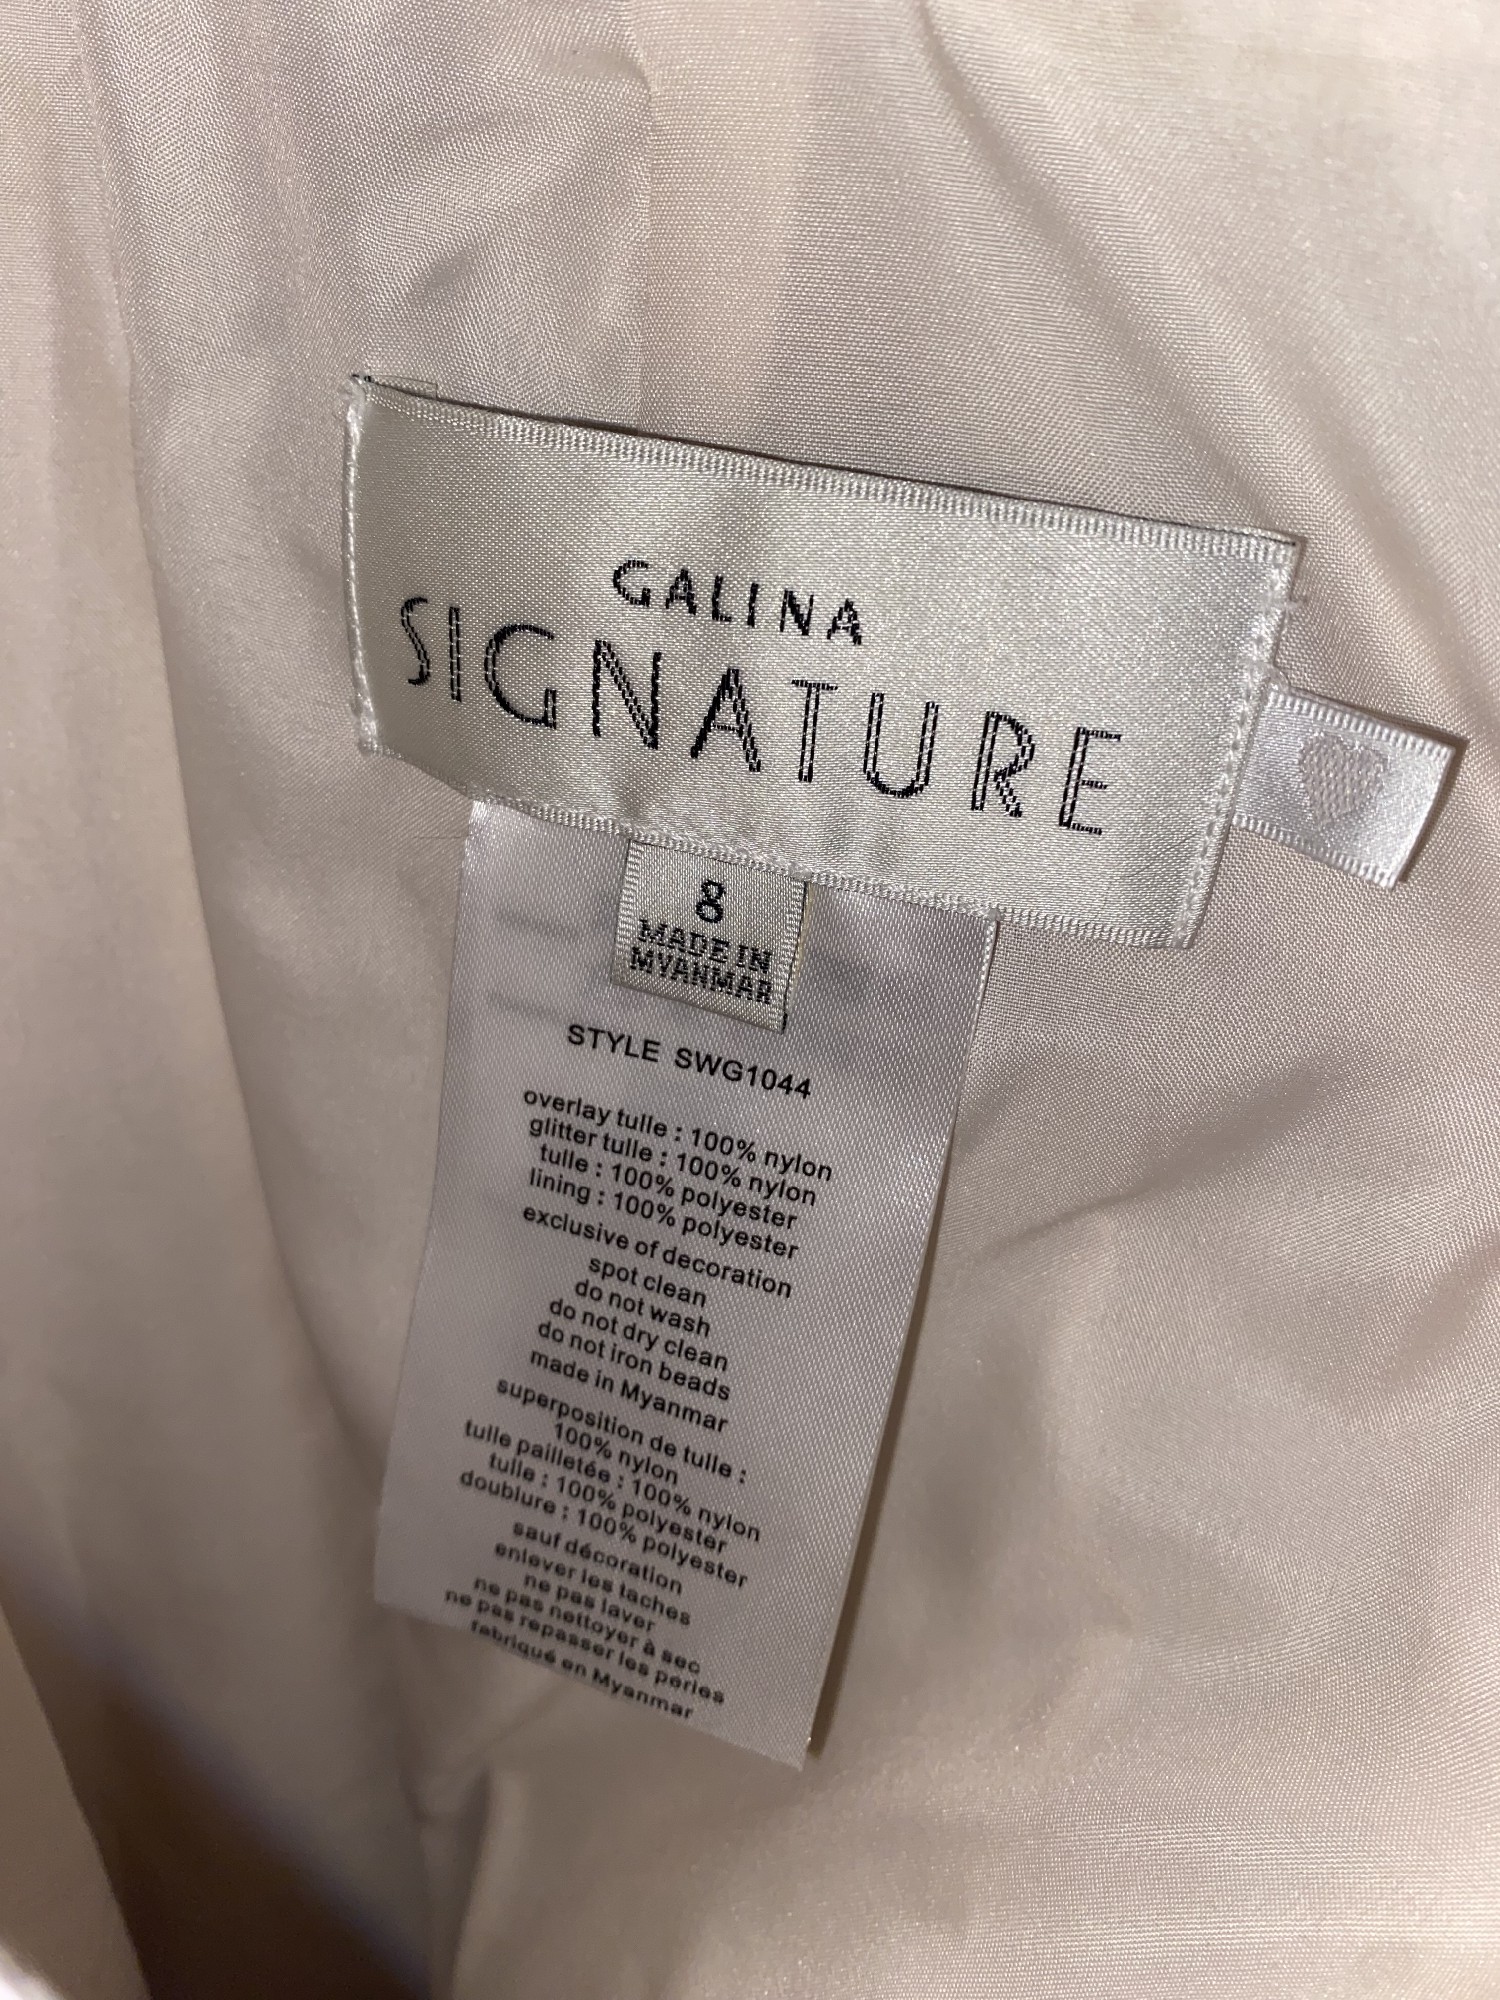 GALINA
SIGNATURE
8
MADE IN
MYANMAR
STYLE SWG1044
overlay tulle : 100% nylon
glitter tulle : 100% nylon
tulle : 100% polyester
lining : 100% polyester
exclusive of decoration
spot clean
do not wash
do not dry clean
do not iron beads
made in Myanmar
superposition de tulle :
100% nylon
tulle pailletée : 100% nylon
tulle : 100% polyester
doublure : 100% polyester
sauf décoration
enlever les taches
ne pas laver
ne pas nettoyer à sec
ne pas repasser les perles
fabriqué en Myanmar